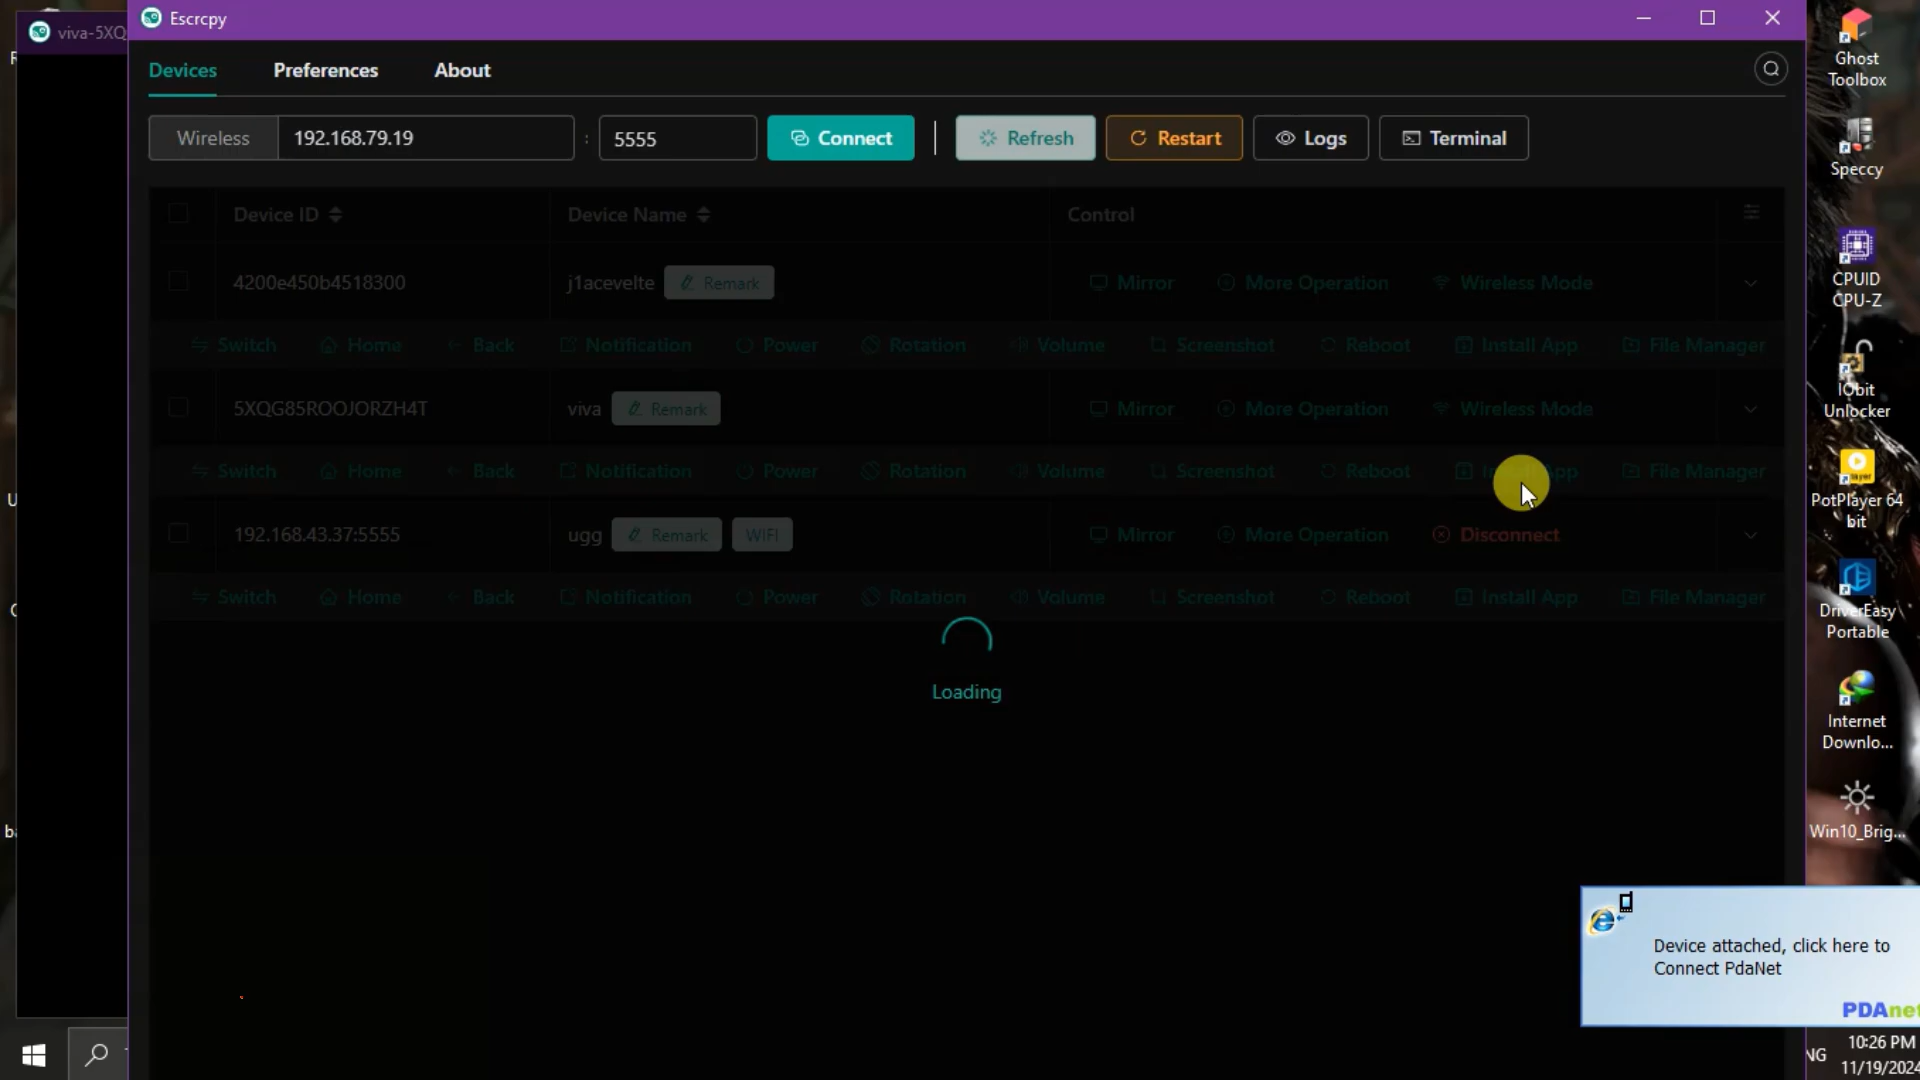 viva-5XQ
Escrcpy
Devices
Preferences
About
Wireless
192.168.79.19
:
5555
Connect
Refresh
Restart
Logs
Terminal
Device ID
Device Name
Control
4200e450b4518300
j1acevelte
Remark
Mirror
More Operation
Wireless Mode
Switch
Home
Back
Notification
Power
Rotation
Volume
Screenshot
Reboot
Install App
File Manager
5XQG85ROOJORZH4T
viva
Remark
Mirror
More Operation
Wireless Mode
Switch
Home
Back
Notification
Power
Rotation
Volume
Screenshot
Reboot
File Manager
192.168.43.37:5555
ugg
Remark
WIFI
Mirror
More Operation
Disconnect
Switch
Home
Back
Notification
Power
Rotation
Volume
Screenshot
Reboot
Install App
File Manager
Loading
Ghost
Toolbox
Speccy
CPUID
CPU-Z
IObit
Unlocker
PotPlayer 64
bit
DriverEasy
Portable
Internet
Downlo...
Win10_Brig...
Device attached, click here to
Connect PdaNet
PDAnet
NG
10:26 PM
11/19/2024